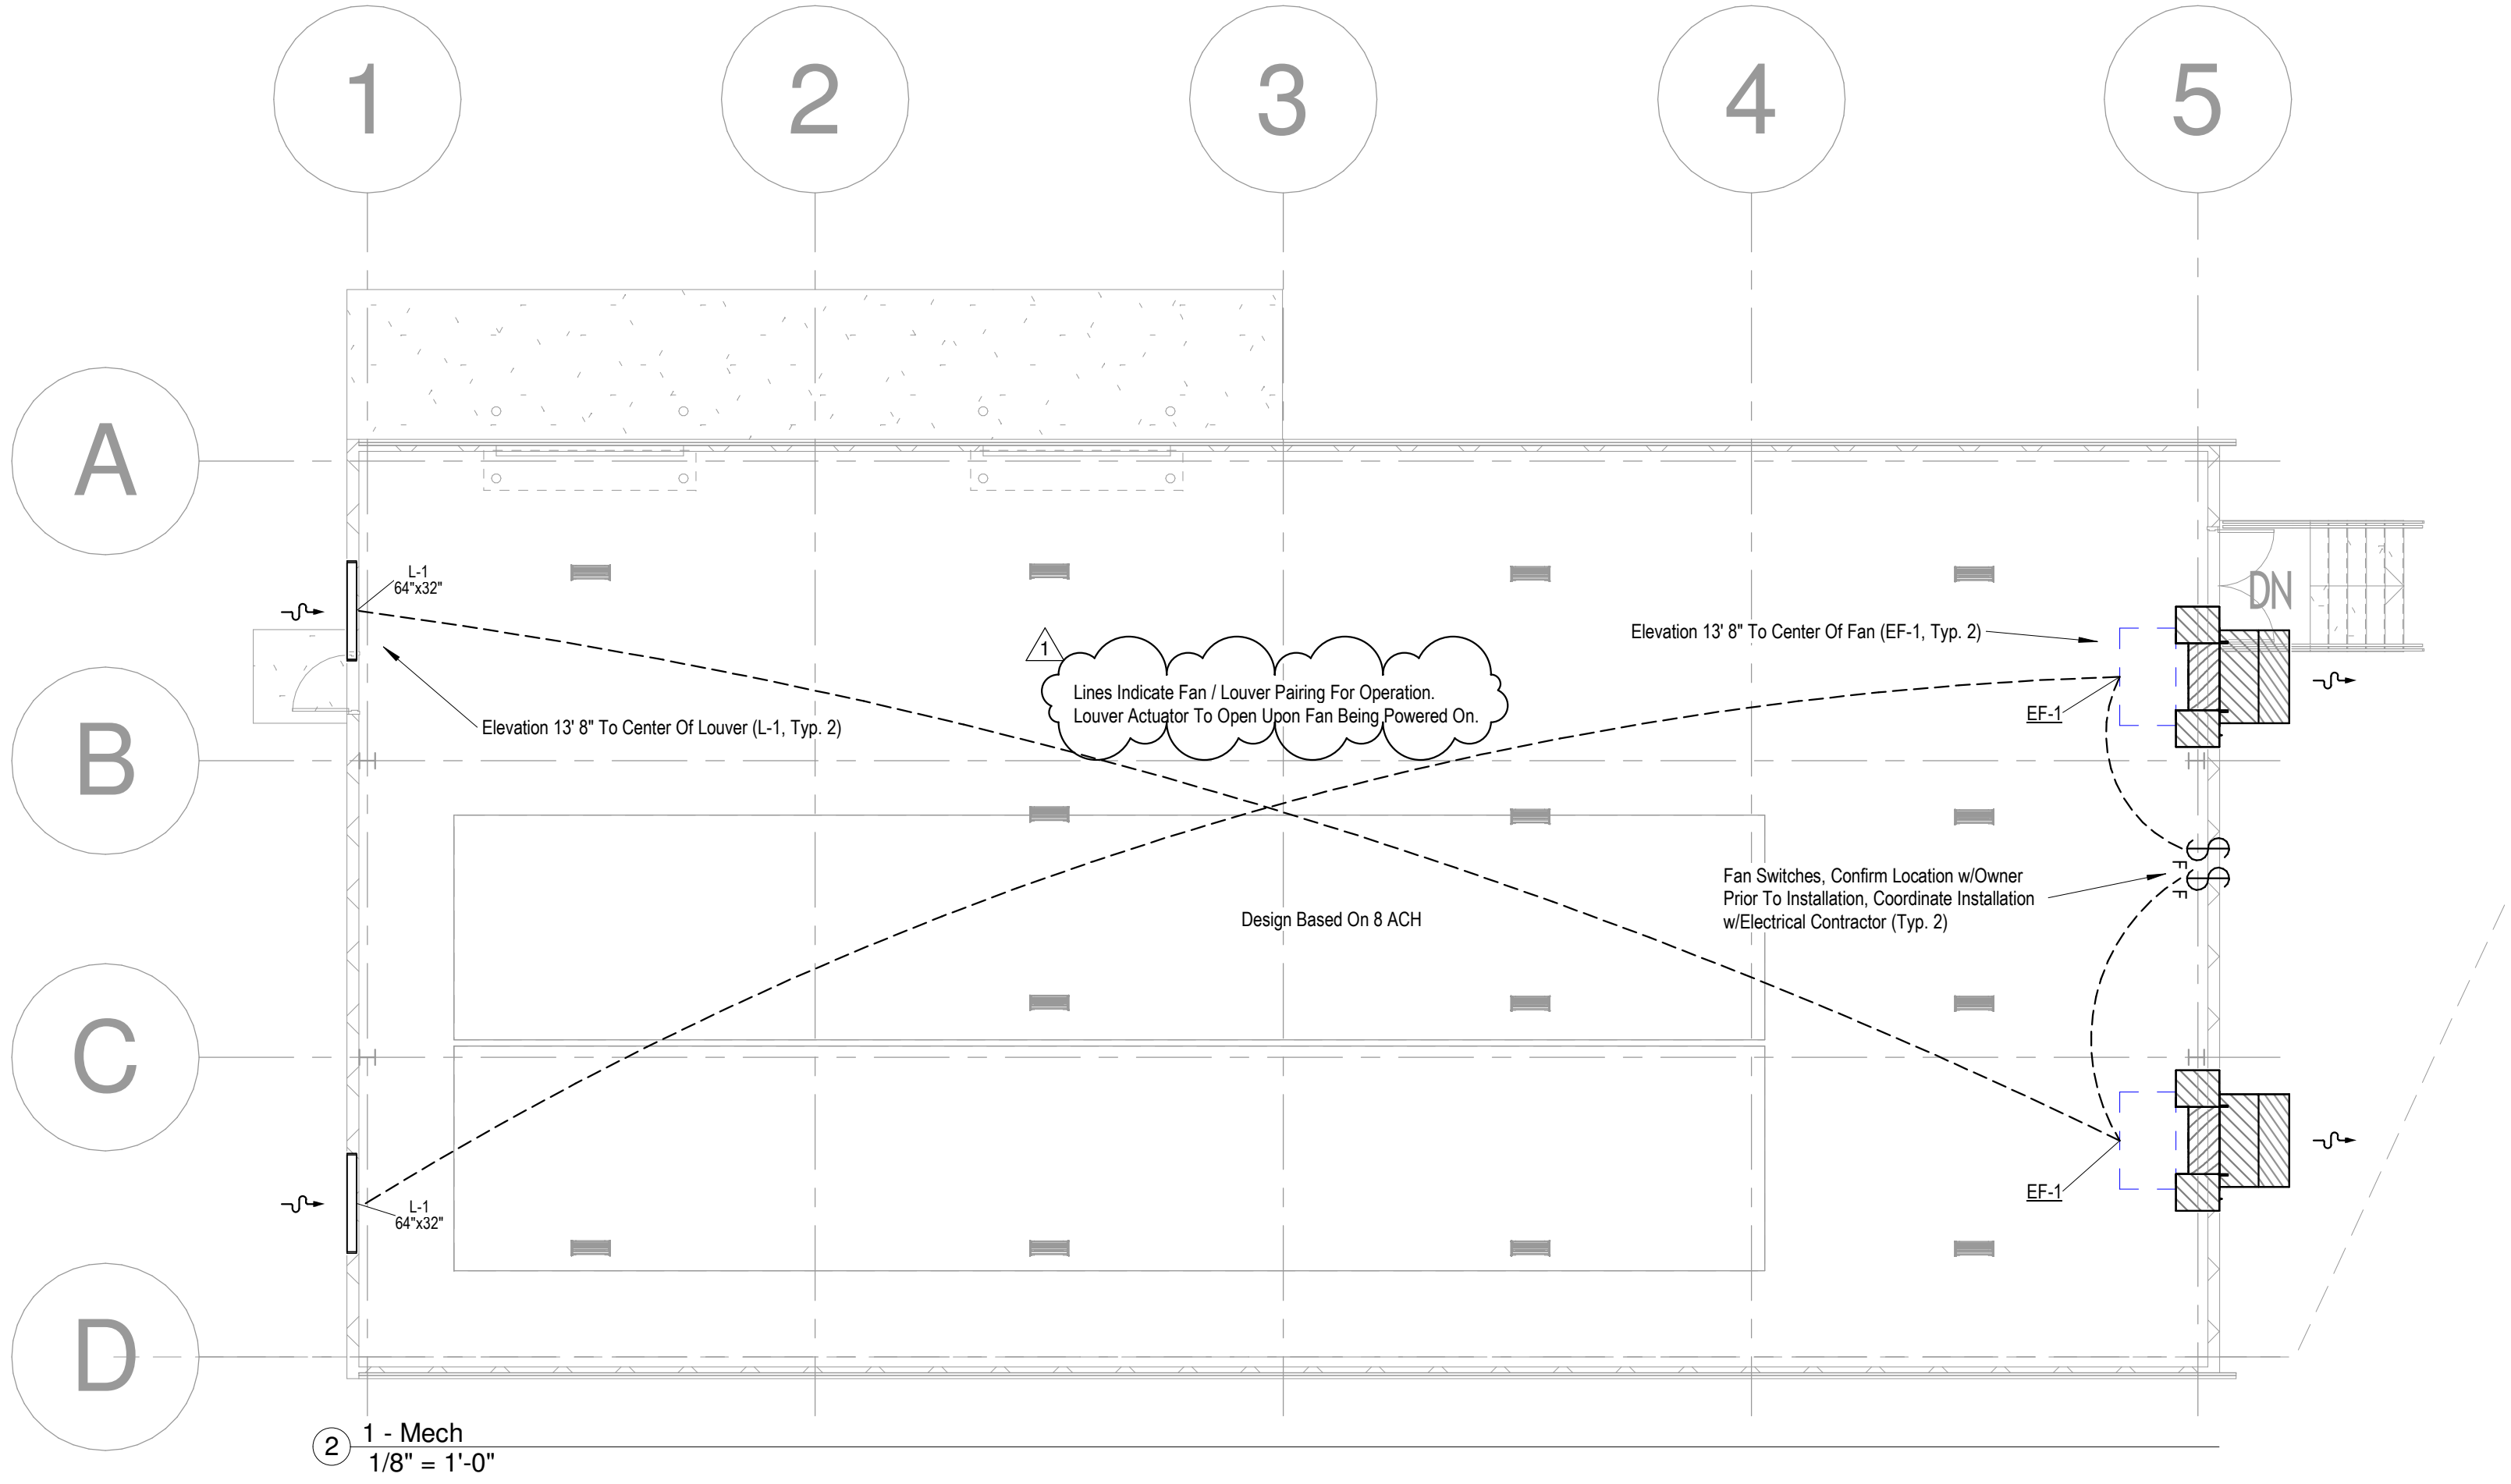 1
2
3
4
5
A
B
C
D
L-1
64"x32"
Elevation 13' 8" To Center Of Louver (L-1, Typ. 2)
1
Lines Indicate Fan / Louver Pairing For Operation.
Louver Actuator To Open Upon Fan Being Powered On.
Elevation 13' 8" To Center Of Fan (EF-1, Typ. 2)
EF-1
DN
F
F
Fan Switches, Confirm Location w/Owner
Prior To Installation, Coordinate Installation
w/Electrical Contractor (Typ. 2)
Design Based On 8 ACH
L-1
64"x32"
EF-1
2
1 - Mech
1/8" = 1'-0"